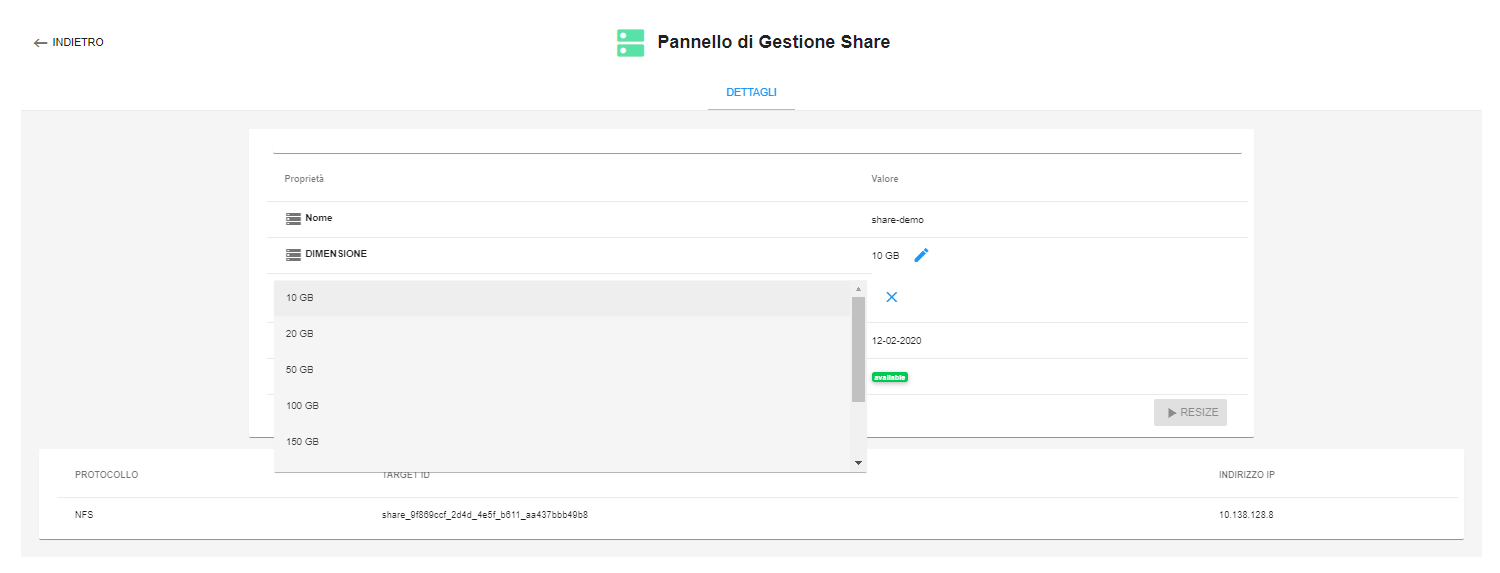 INDIETRO
Pannello di Gestione Share
DETTAGLI
Proprietà Valore
Nome share-demo
DIMENSIONE 10 GB
10 GB
20 GB
12-02-2020
50 GB
available
100 GB
RESIZE
150 GB
PROTOCOLLO TARGET ID INDIRIZZO IP
NFS share_9f869ccf_2d4d_4e5f_b611_aa437bbb49b8 10.138.128.8